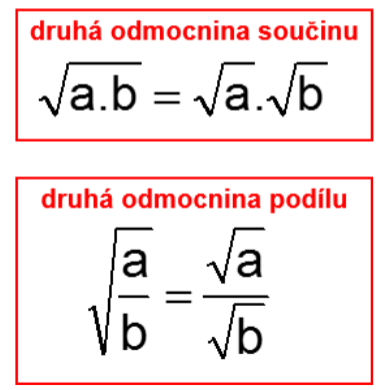 druhá odmocnina součinu
√a.b = √a.√b
druhá odmocnina podílu
√(a/b) = √a/√b